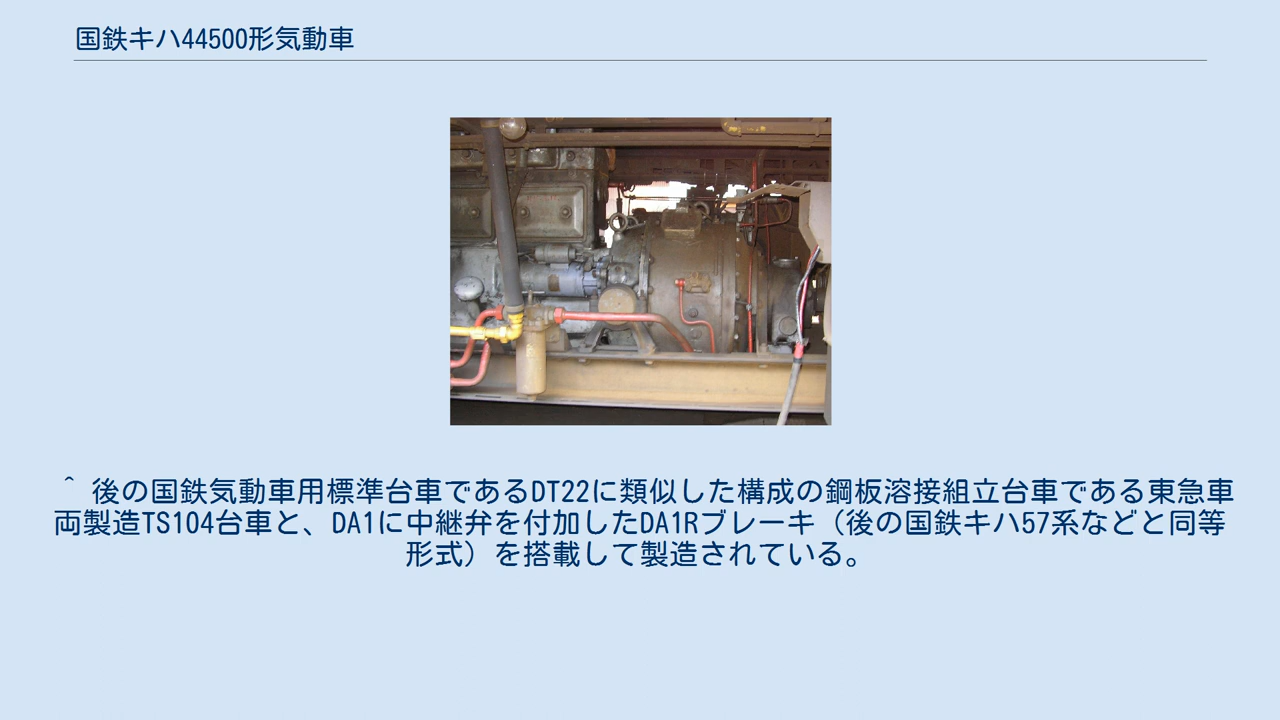 国鉄キハ44500形気動車
^ 後の国鉄気動車用標準台車であるDT22に類似した構成の鋼板溶接組立台車である東急車
両製造TS104台車と、DA1に中継弁を付加したDA1Rブレーキ（後の国鉄キハ57系などと同等
形式）を搭載して製造されている。